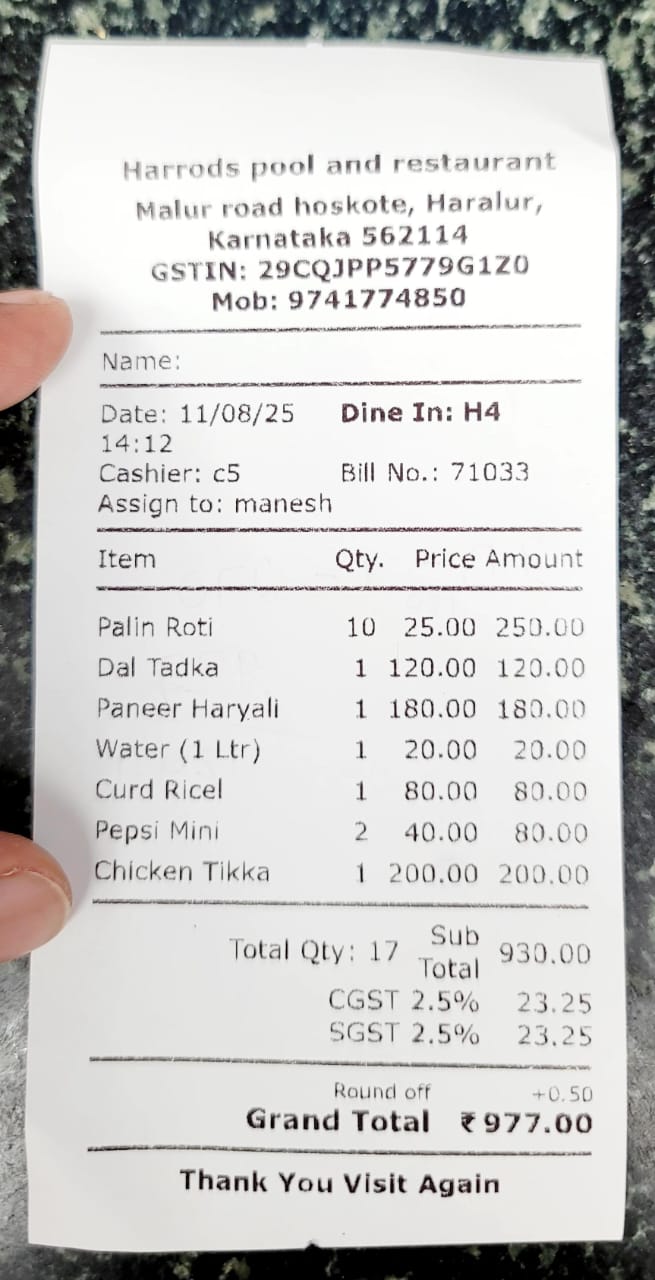 Harrods pool and restaurant
Malur road hoskote, Haralur,
Karnataka 562114
GSTIN: 29CQJPP5779G1Z0
Mob: 9741774850
Name:
Date: 11/08/25 Dine In: H4
14:12
Cashier: c5 Bill No.: 71033
Assign to: manesh
Item Qty. Price Amount
Palin Roti 10 25.00 250.00
Dal Tadka 1 120.00 120.00
Paneer Haryali 1 180.00 180.00
Water (1 Ltr) 1 20.00 20.00
Curd Ricel 1 80.00 80.00
Pepsi Mini 2 40.00 80.00
Chicken Tikka 1 200.00 200.00
Total Qty: 17 Sub Total 930.00
CGST 2.5% 23.25
SGST 2.5% 23.25
Round off +0.50
Grand Total ₹977.00
Thank You Visit Again